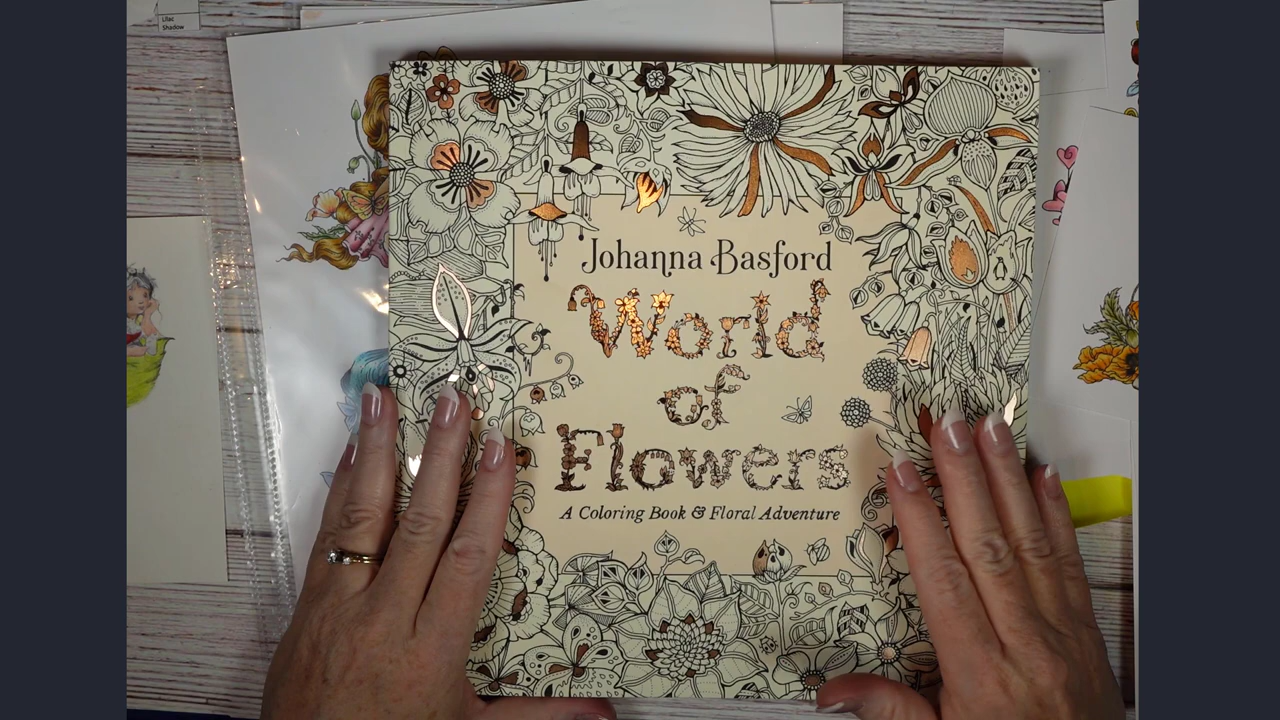 Lilac
Shadow
Johanna Basford
World
of
Flowers
A Coloring Book & Floral Adventure